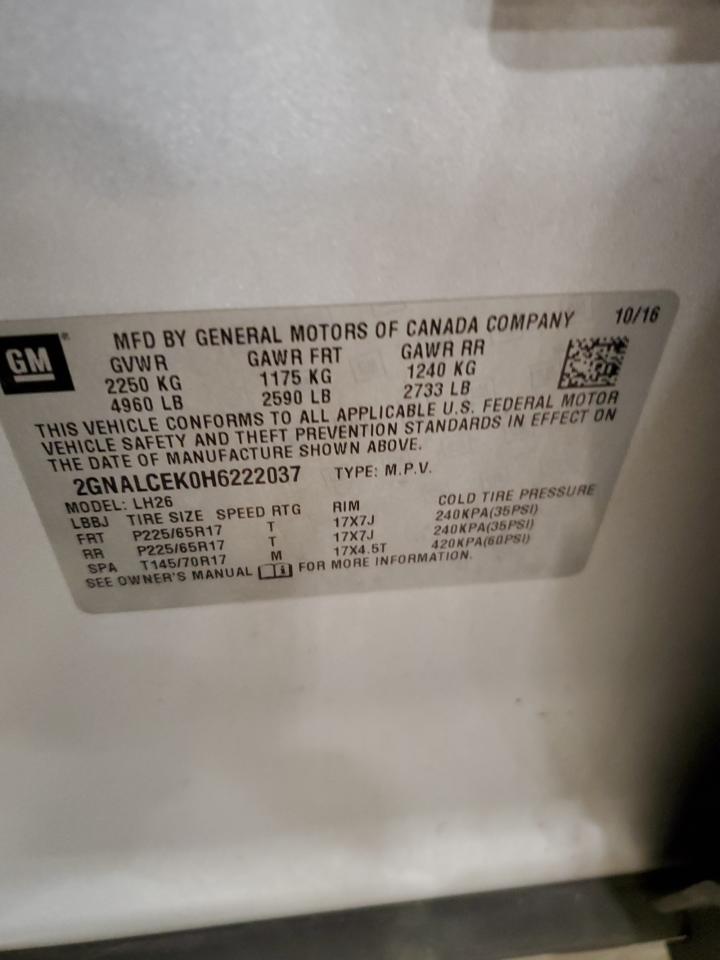 GM
MFD BY GENERAL MOTORS OF CANADA COMPANY 10/16
GVWR GAWR FRT GAWR RR
2250 KG 1175 KG 1240 KG
4960 LB 2590 LB 2733 LB
THIS VEHICLE CONFORMS TO ALL APPLICABLE U.S. FEDERAL MOTOR
VEHICLE SAFETY AND THEFT PREVENTION STANDARDS IN EFFECT ON
THE DATE OF MANUFACTURE SHOWN ABOVE.
2GNALCEK0H6222037 TYPE: M.P.V.
MODEL: LH26
LBBJ TIRE SIZE SPEED RTG RIM COLD TIRE PRESSURE
FRT P225/65R17 T 17X7J 240KPA(35PSI)
RR P225/65R17 T 17X7J 240KPA(35PSI)
SPA T145/70R17 M 17X4.5T 420KPA(60PSI)
SEE OWNER'S MANUAL FOR MORE INFORMATION.